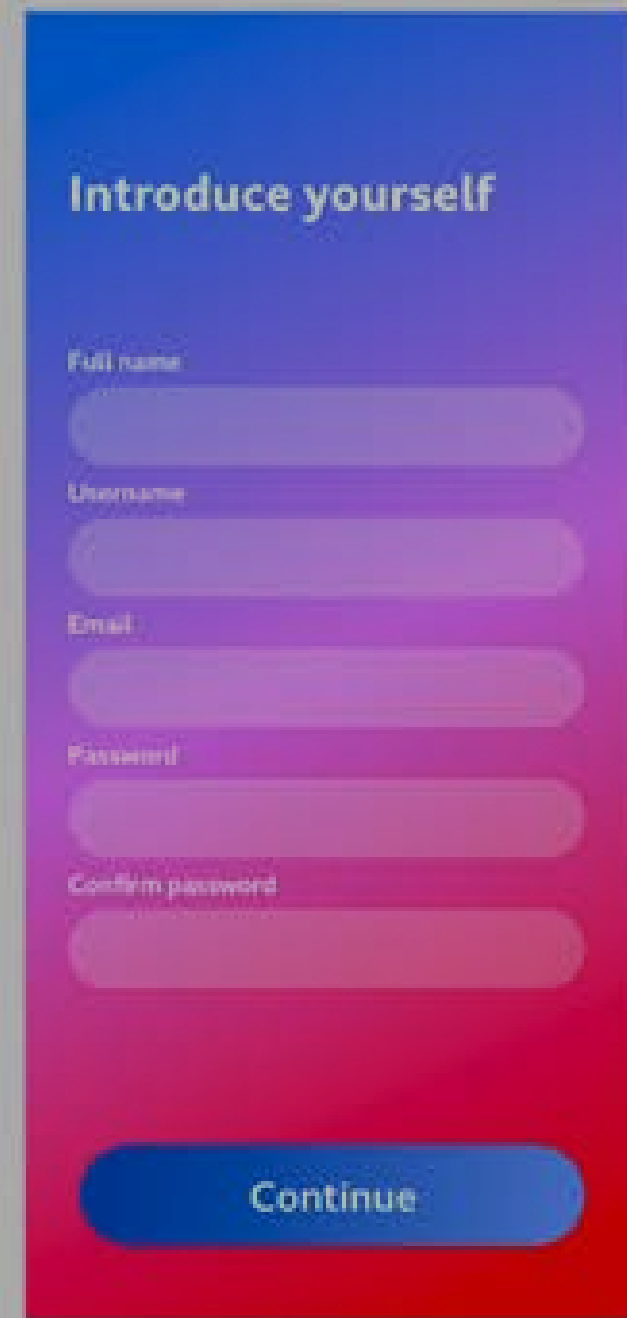 Introduce yourself
Full name
Username
Email
Password
Confirm password
Continue